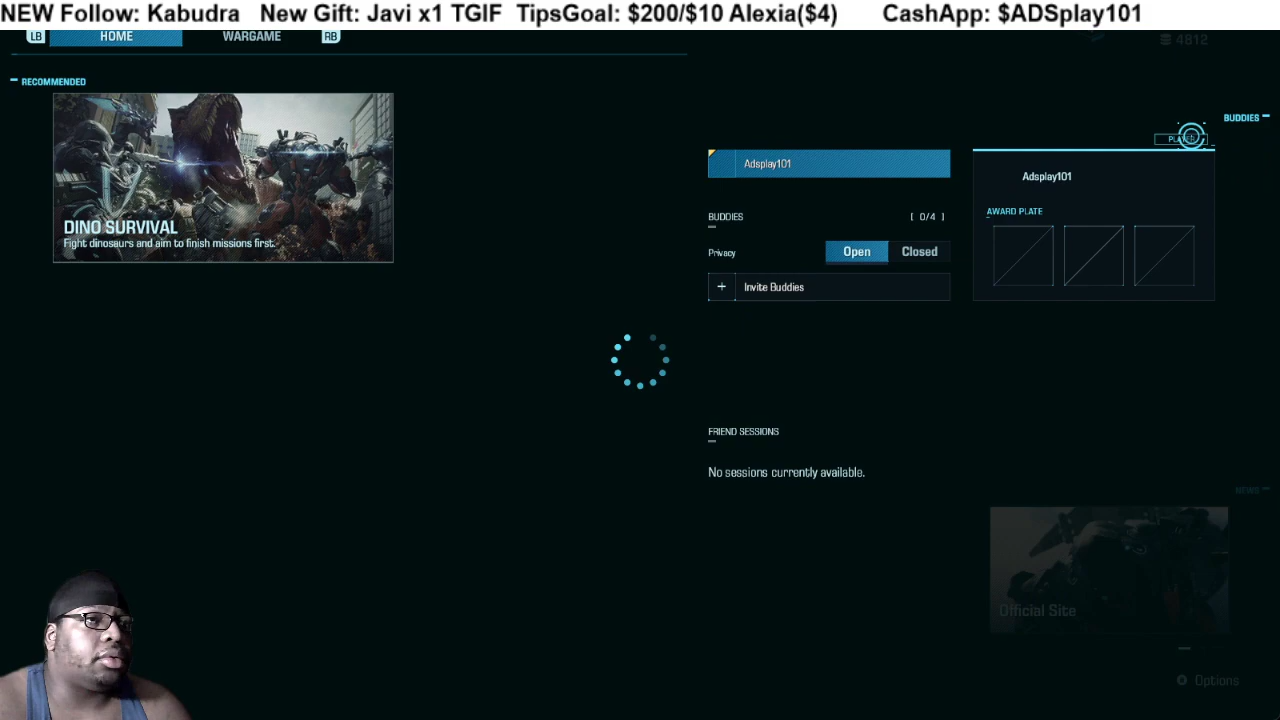 NEW Follow: Kabudra New Gift: Javi x1 TGIF TipsGoal: $200/$10 Alexia($4) CashApp: $ADSplay101
LB HOME WARGAME RB
4812
RECOMMENDED
BUDDIES
DINO SURVIVAL
Fight dinosaurs and aim to finish missions first.
Adsplay101
Adsplay101
BUDDIES [ 0/4 ]
AWARD PLATE
Privacy Open Closed
+ Invite Buddies
FRIEND SESSIONS
No sessions currently available.
NEWS
Official Site
Options